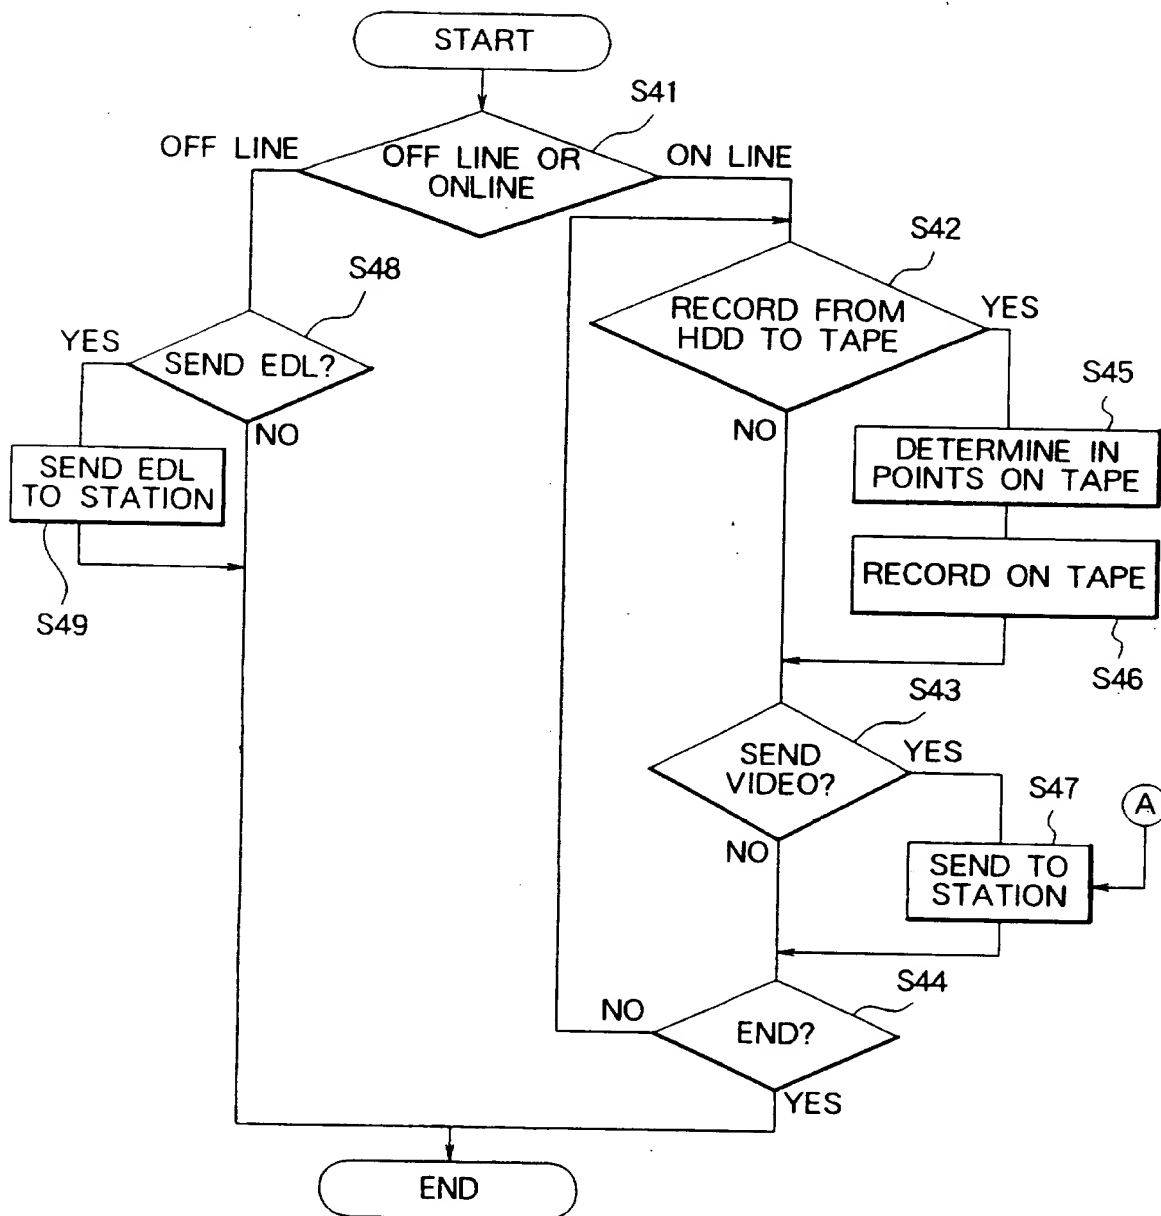 START
S41
OFF LINE
OFF LINE OR
ONLINE
ON LINE
S42
S48
RECORD FROM
HDD TO TAPE
YES
YES
SEND EDL?
S45
NO
NO
DETERMINE IN
POINTS ON TAPE
SEND EDL
TO STATION
RECORD ON TAPE
S49
S46
S43
SEND
VIDEO?
YES
S47
A
NO
SEND TO
STATION
S44
NO
END?
YES
END